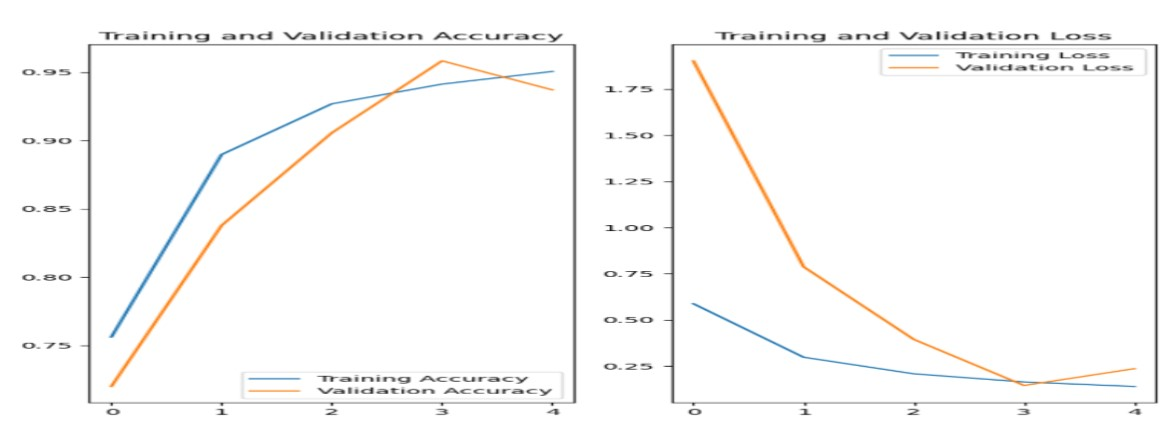 Training and Validation Accuracy
0.95
0.90
0.85
0.80
0.75
Training Accuracy
Validation Accuracy
0 1 2 3 4
Training and Validation Loss
Training Loss
Validation Loss
1.75
1.50
1.25
1.00
0.75
0.50
0.25
0 1 2 3 4